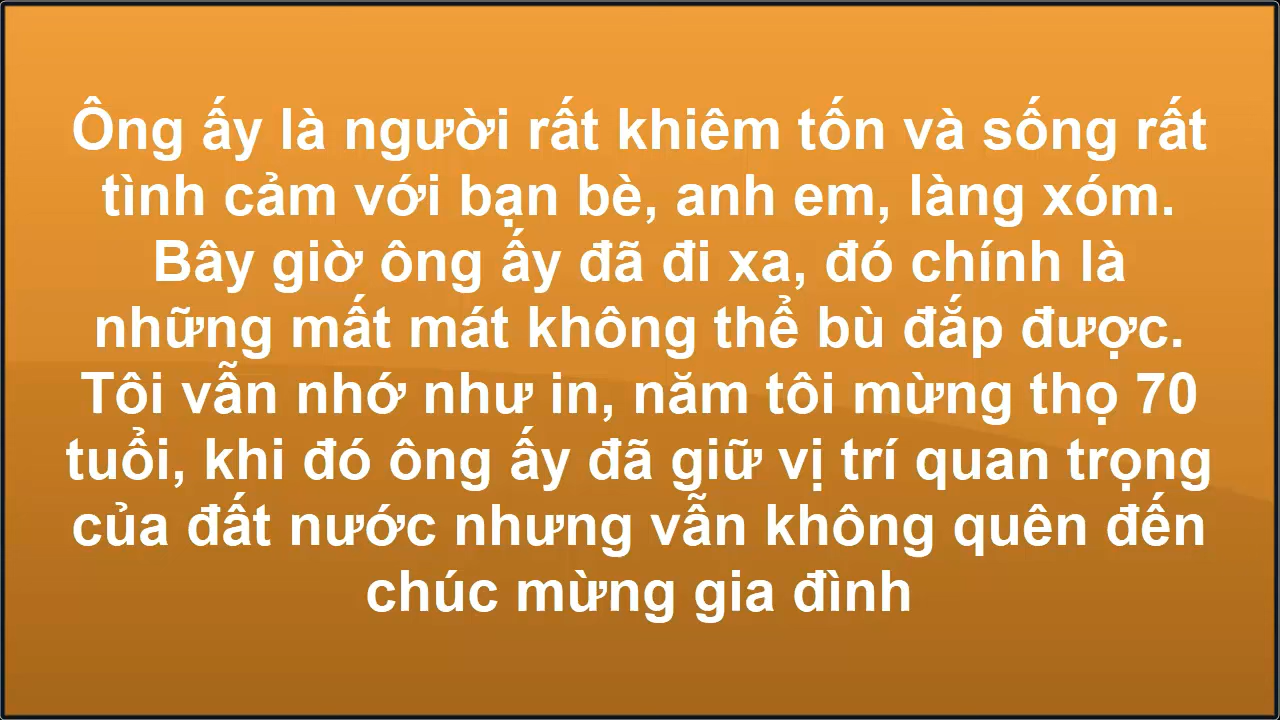 Ông ấy là người rất khiêm tốn và sống rất
tình cảm với bạn bè, anh em, làng xóm.
Bây giờ ông ấy đã đi xa, đó chính là
những mất mát không thể bù đắp được.
Tôi vẫn nhớ như in, năm tôi mừng thọ 70
tuổi, khi đó ông ấy đã giữ vị trí quan trọng
của đất nước nhưng vẫn không quên đến
chúc mừng gia đình